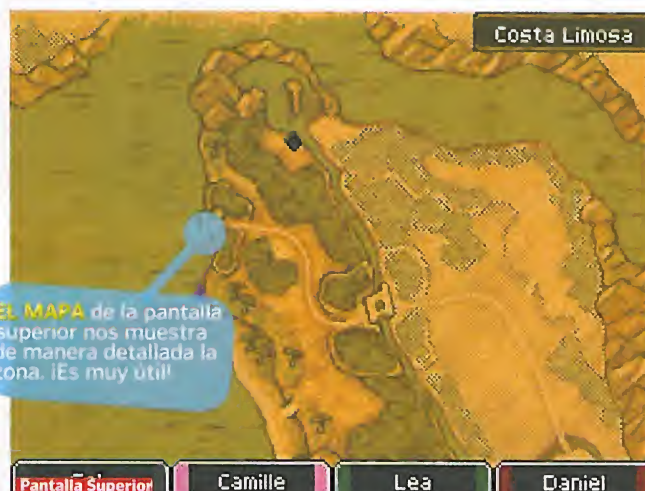 Costa Limosa
EL MAPA de la pantalla
superior nos muestra
de manera detallada la
zona. ¡Es muy útil!
Pantalla Superior
Camille
Lea
Daniel